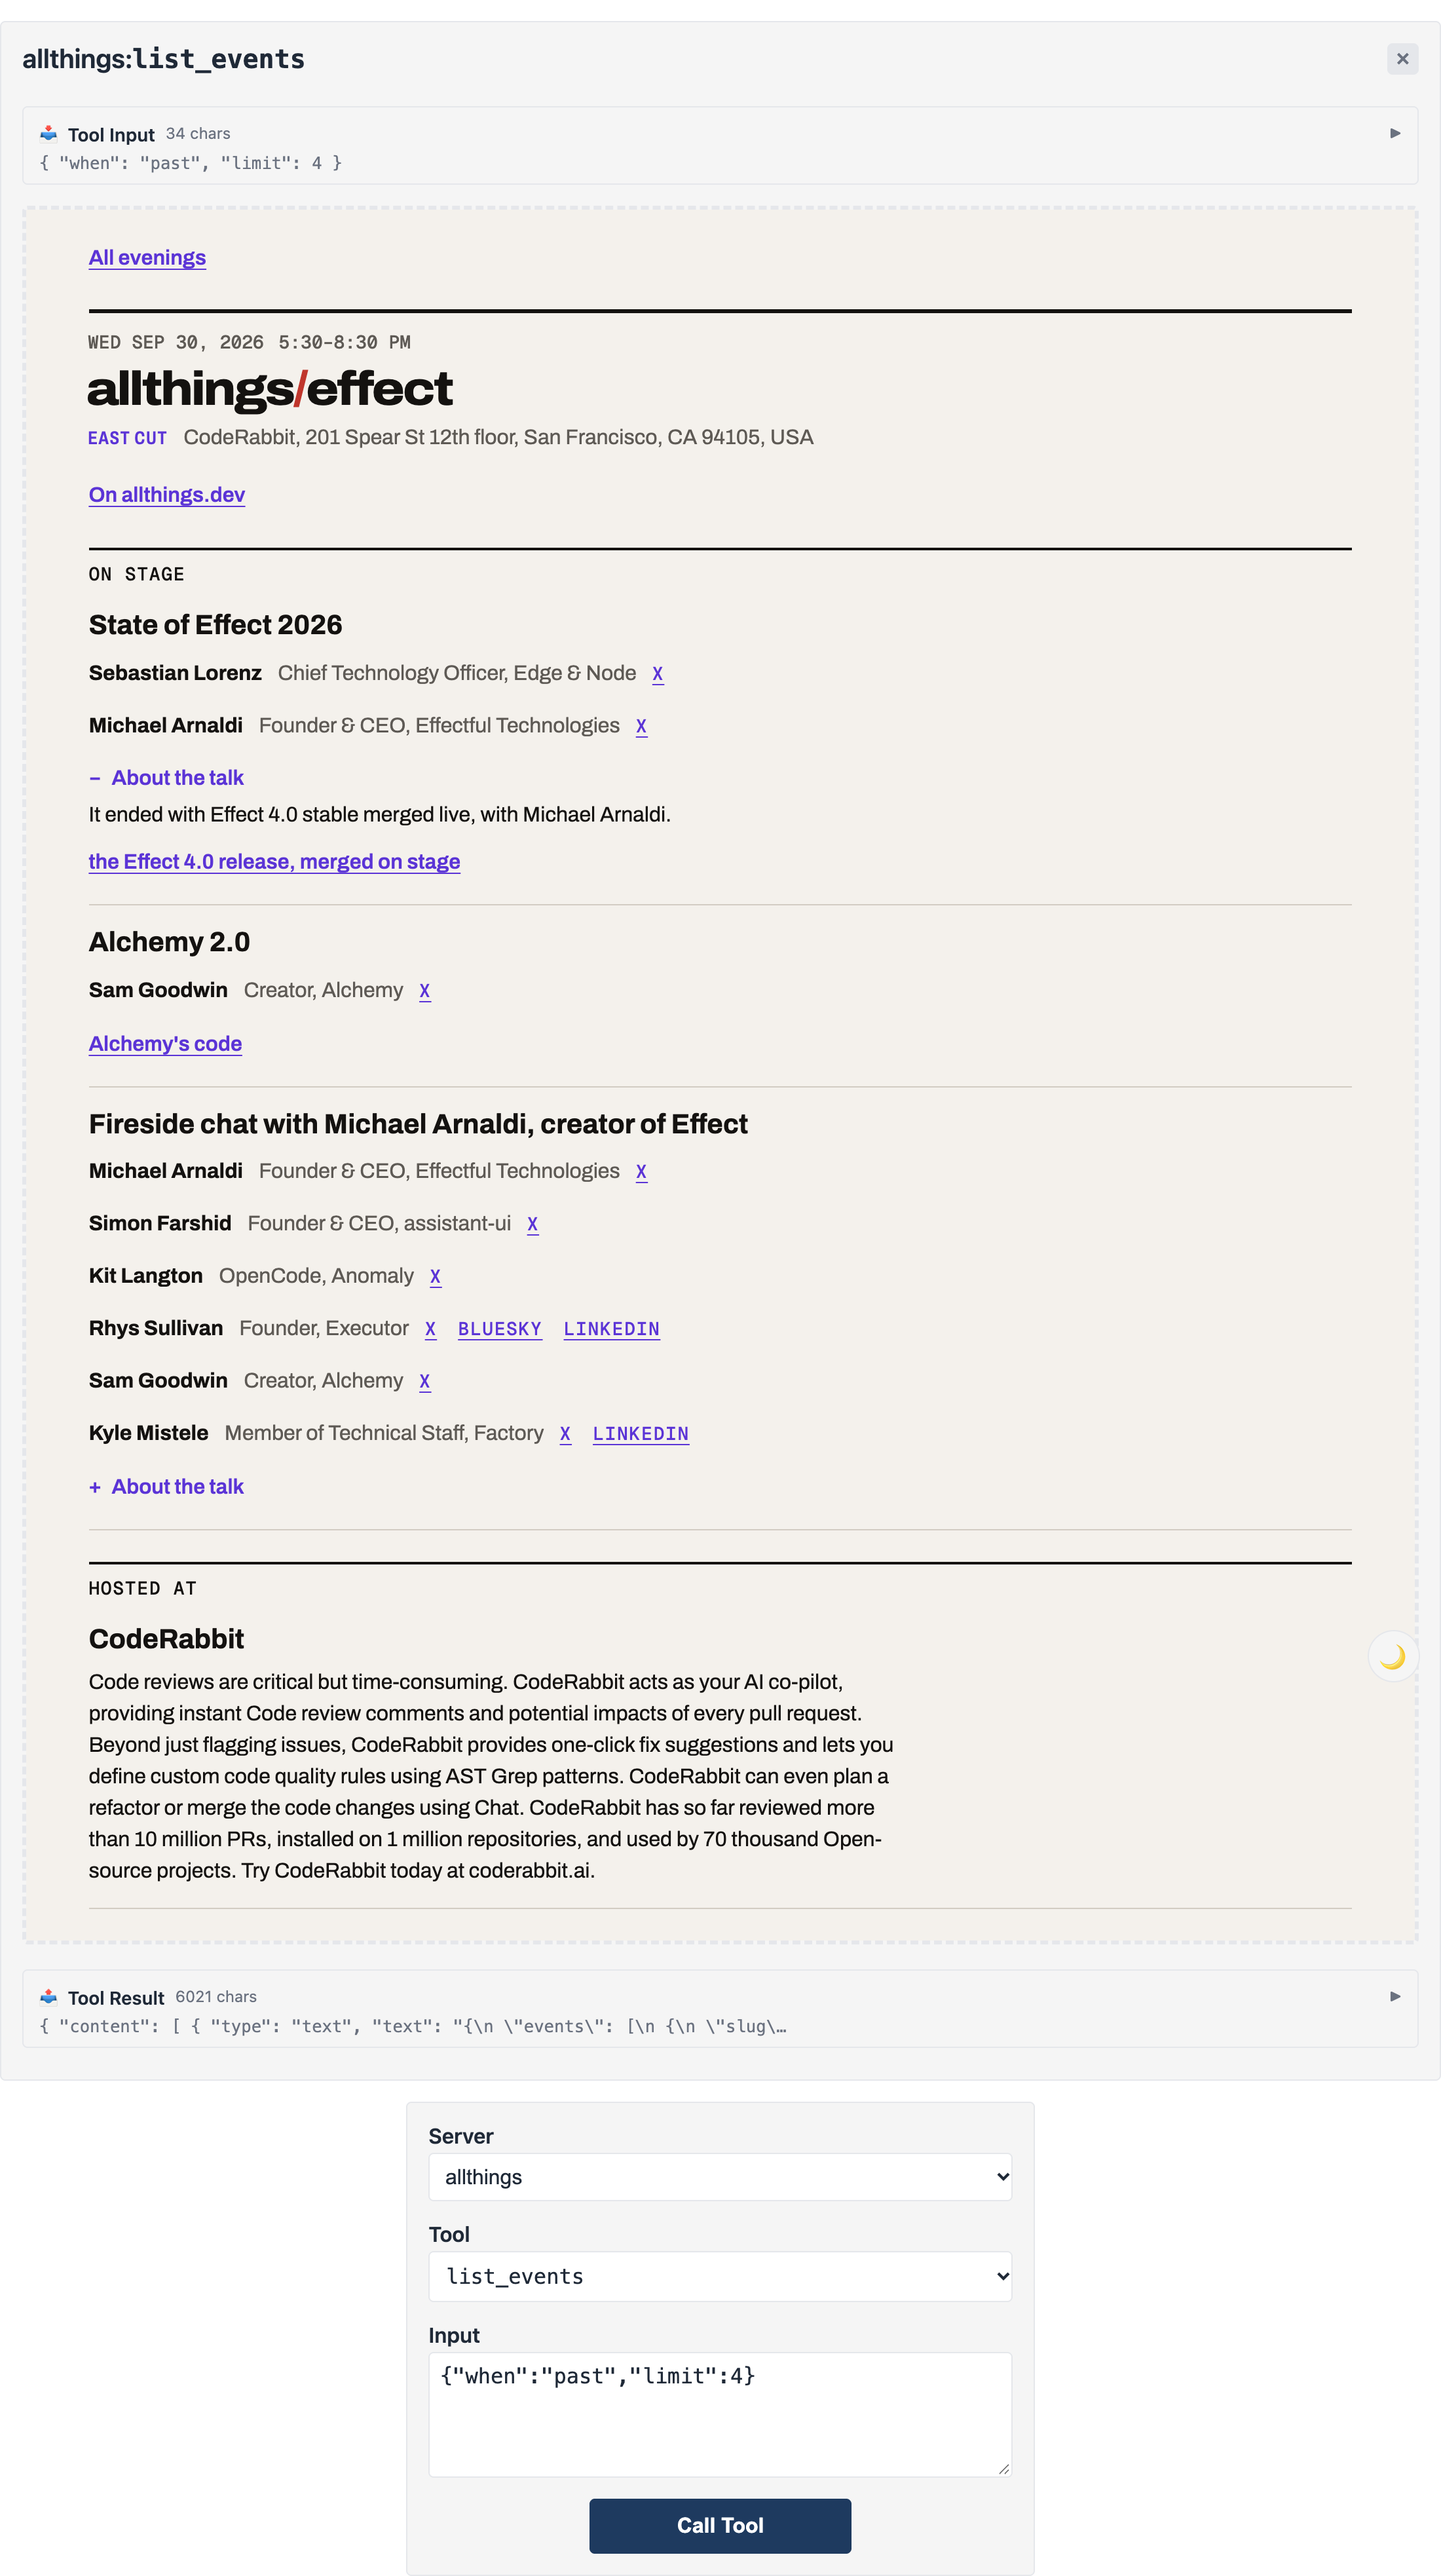 allthings:list_events
×
Tool Input 34 chars
{ "when": "past", "limit": 4 }
All evenings
WED SEP 30, 2026 5:30–8:30 PM
allthings/effect
EAST CUT CodeRabbit, 201 Spear St 12th floor, San Francisco, CA 94105, USA
On allthings.dev
ON STAGE
State of Effect 2026
Sebastian Lorenz Chief Technology Officer, Edge & Node X
Michael Arnaldi Founder & CEO, Effectful Technologies X
– About the talk
It ended with Effect 4.0 stable merged live, with Michael Arnaldi.
the Effect 4.0 release, merged on stage
Alchemy 2.0
Sam Goodwin Creator, Alchemy X
Alchemy's code
Fireside chat with Michael Arnaldi, creator of Effect
Michael Arnaldi Founder & CEO, Effectful Technologies X
Simon Farshid Founder & CEO, assistant-ui X
Kit Langton OpenCode, Anomaly X
Rhys Sullivan Founder, Executor X BLUESKY LINKEDIN
Sam Goodwin Creator, Alchemy X
Kyle Mistele Member of Technical Staff, Factory X LINKEDIN
+ About the talk
HOSTED AT
CodeRabbit
Code reviews are critical but time-consuming. CodeRabbit acts as your AI co-pilot,
providing instant Code review comments and potential impacts of every pull request.
Beyond just flagging issues, CodeRabbit provides one-click fix suggestions and lets you
define custom code quality rules using AST Grep patterns. CodeRabbit can even plan a
refactor or merge the code changes using Chat. CodeRabbit has so far reviewed more
than 10 million PRs, installed on 1 million repositories, and used by 70 thousand Open-
source projects. Try CodeRabbit today at coderabbit.ai.
Tool Result 6021 chars
{ "content": [ { "type": "text", "text": "{\n \"events\": [\n {\n \"slug\…
Server
allthings
Tool
list_events
Input
{"when":"past","limit":4}
Call Tool